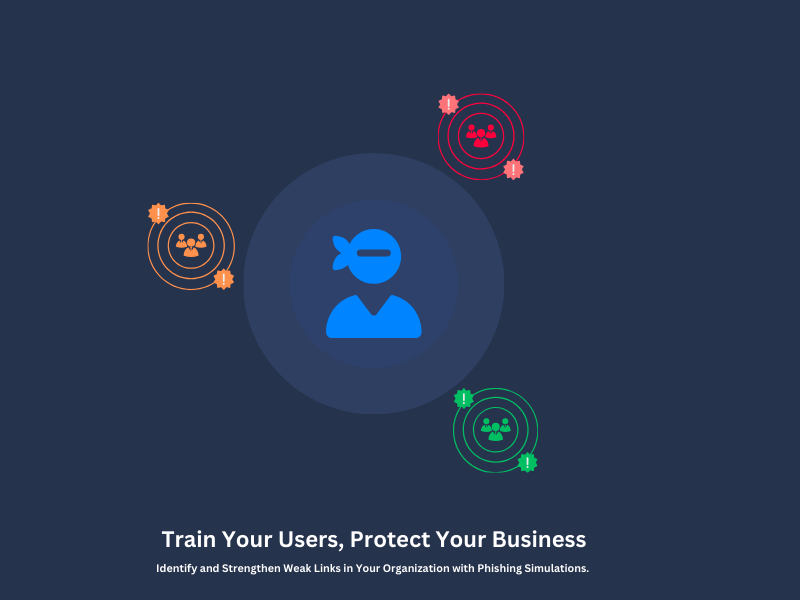 Train Your Users, Protect Your Business
Identify and Strengthen Weak Links in Your Organization with Phishing Simulations.